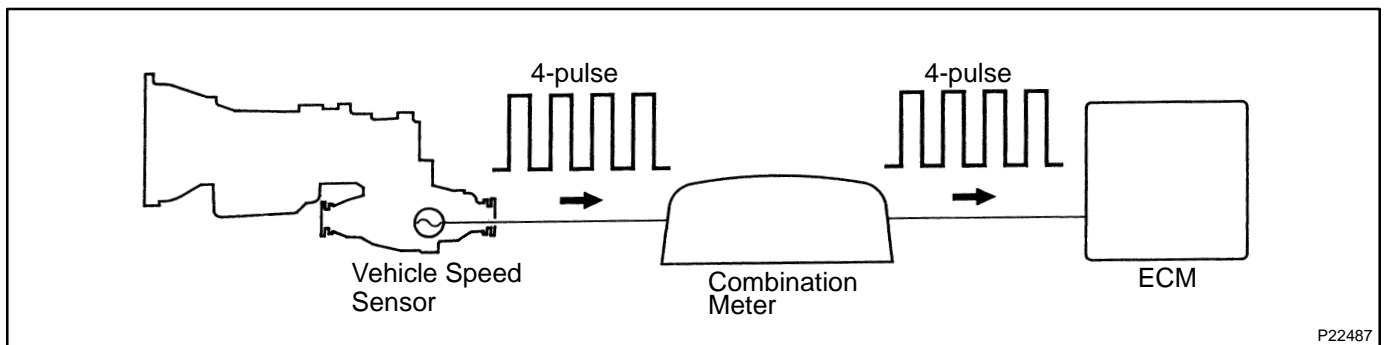 4-pulse
4-pulse
Vehicle Speed
Sensor
Combination
Meter
ECM
P22487